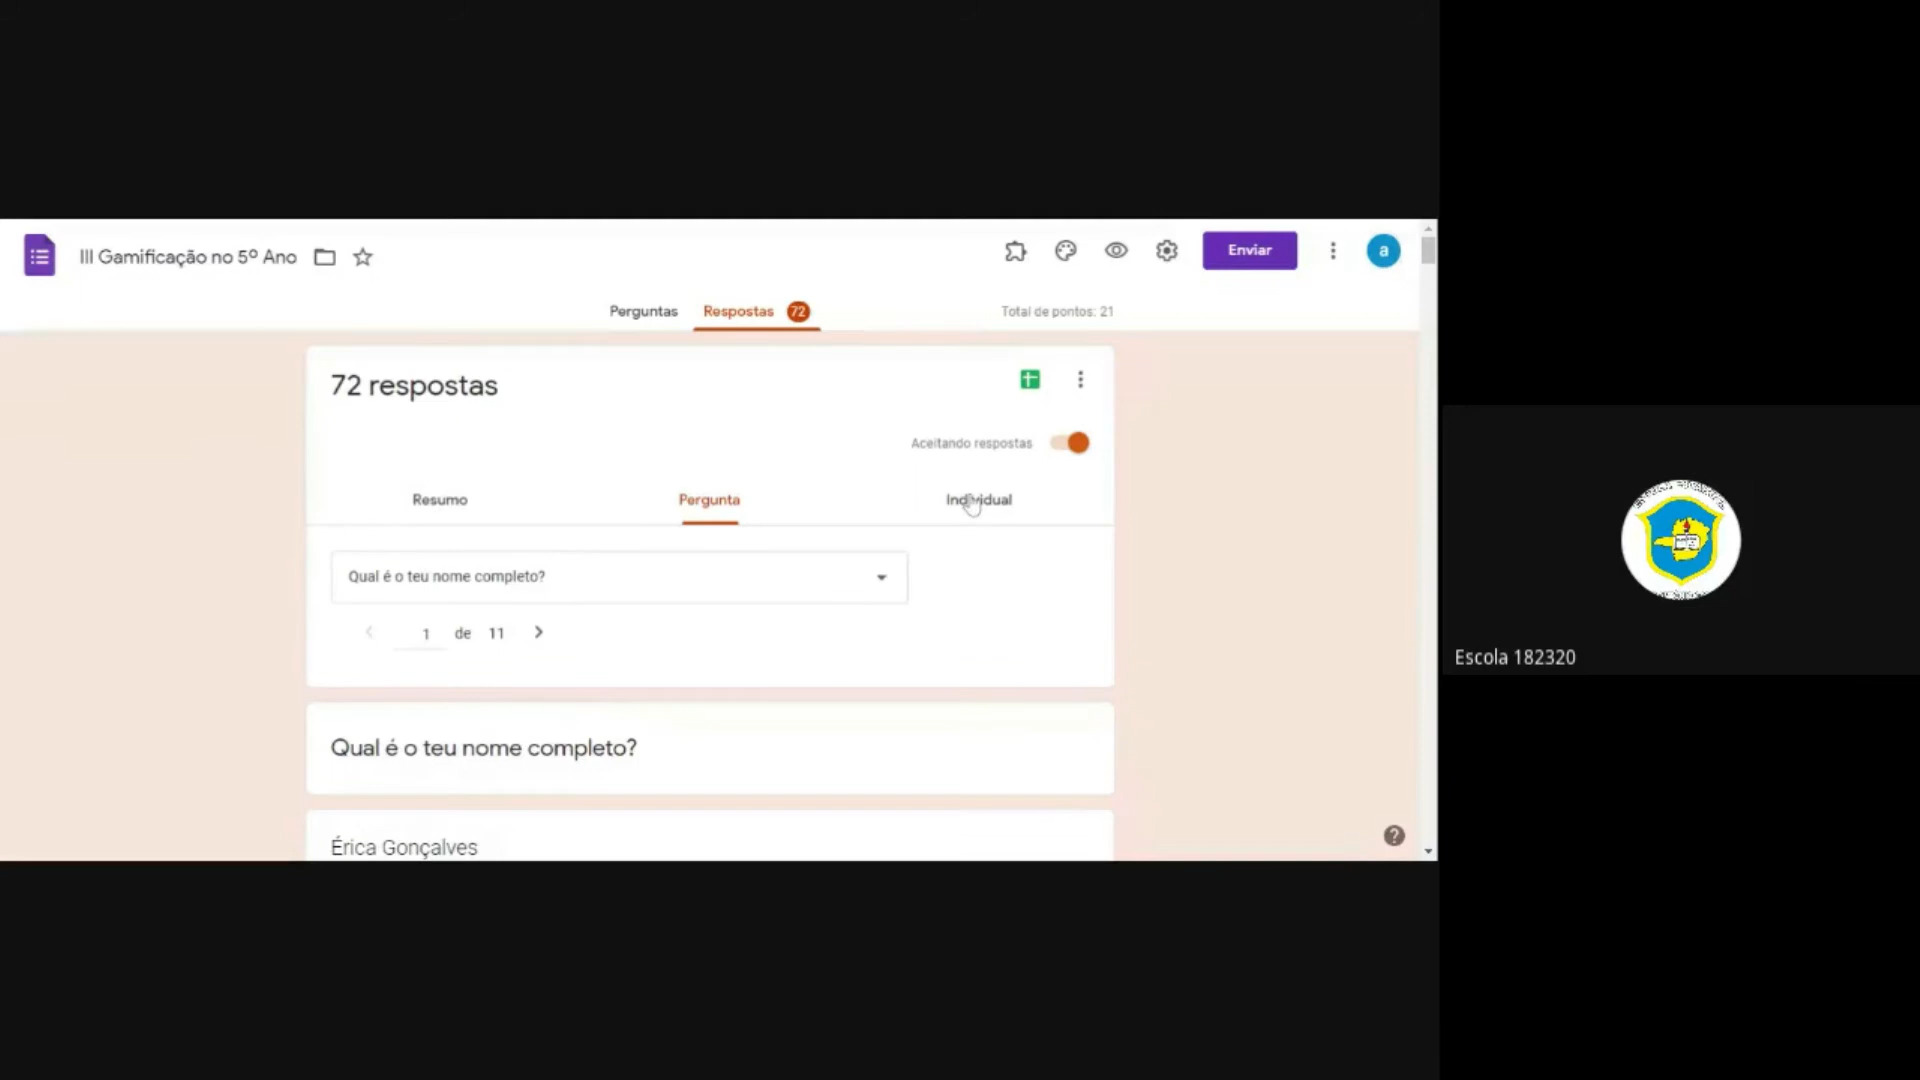 III Gamificação no 5º Ano
Enviar
a
Perguntas
Respostas 72
Total de pontos: 21
72 respostas
Aceitando respostas
Resumo
Pergunta
Individual
Qual é o teu nome completo?
1 de 11
Qual é o teu nome completo?
Érica Gonçalves
Escola 182320